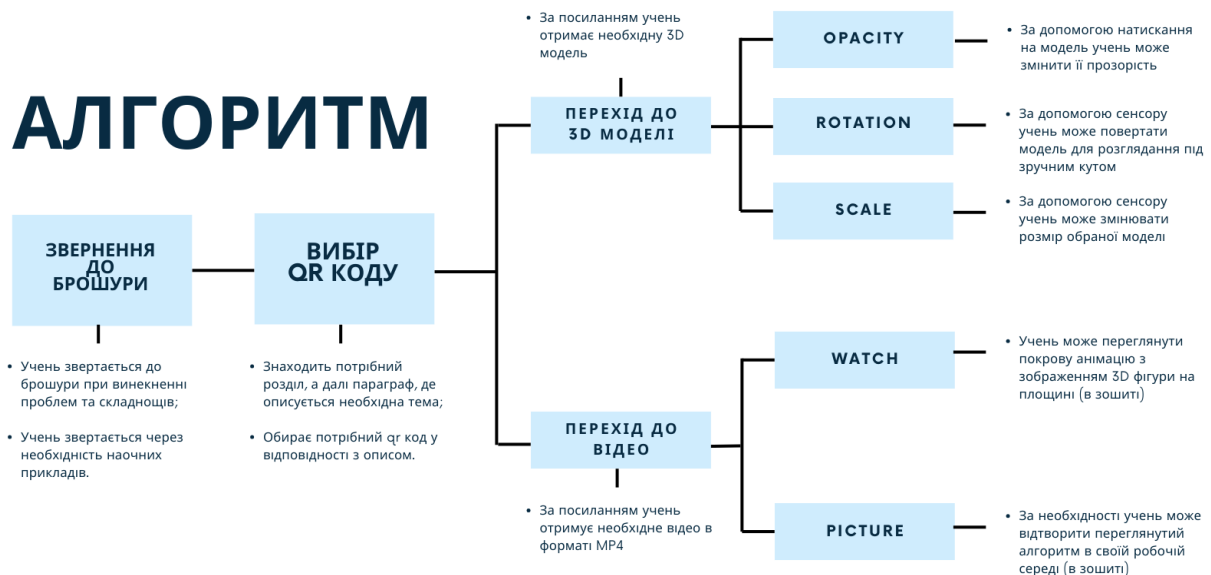 АЛГОРИТМ
ЗВЕРНЕННЯ
ДО
БРОШУРИ
• Учень звертається до
брошури при винекненні
проблем та складнощів;
• Учень звертається через
необхідність наочних
прикладів.
ВИБІР
QR КОДУ
• Знаходить потрібний
розділ, а далі параграф, де
описується необхідна тема;
• Обирає потрібний qr код у
відповідності з описом.
• За посиланням учень
отримає необхідну 3D
модель
ПЕРЕХІД ДО
3D МОДЕЛІ
OPACITY
• За допомогою натискання
на модель учень може
змінити її прозорість
ROTATION
• За допомогою сенсору
учень може повертати
модель для розглядання під
зручним кутом
SCALE
• За допомогою сенсору
учень може змінювати
розмір обраної моделі
ПЕРЕХІД ДО
ВІДЕО
• За посиланням учень
отримує необхідне відео в
форматі MP4
WATCH
• Учень може переглянути
покрову анімацію з
зображенням 3D фігури на
площині (в зошиті)
PICTURE
• За необхідності учень може
відтворити переглянутий
алгоритм в своїй робочій
середі (в зошиті)